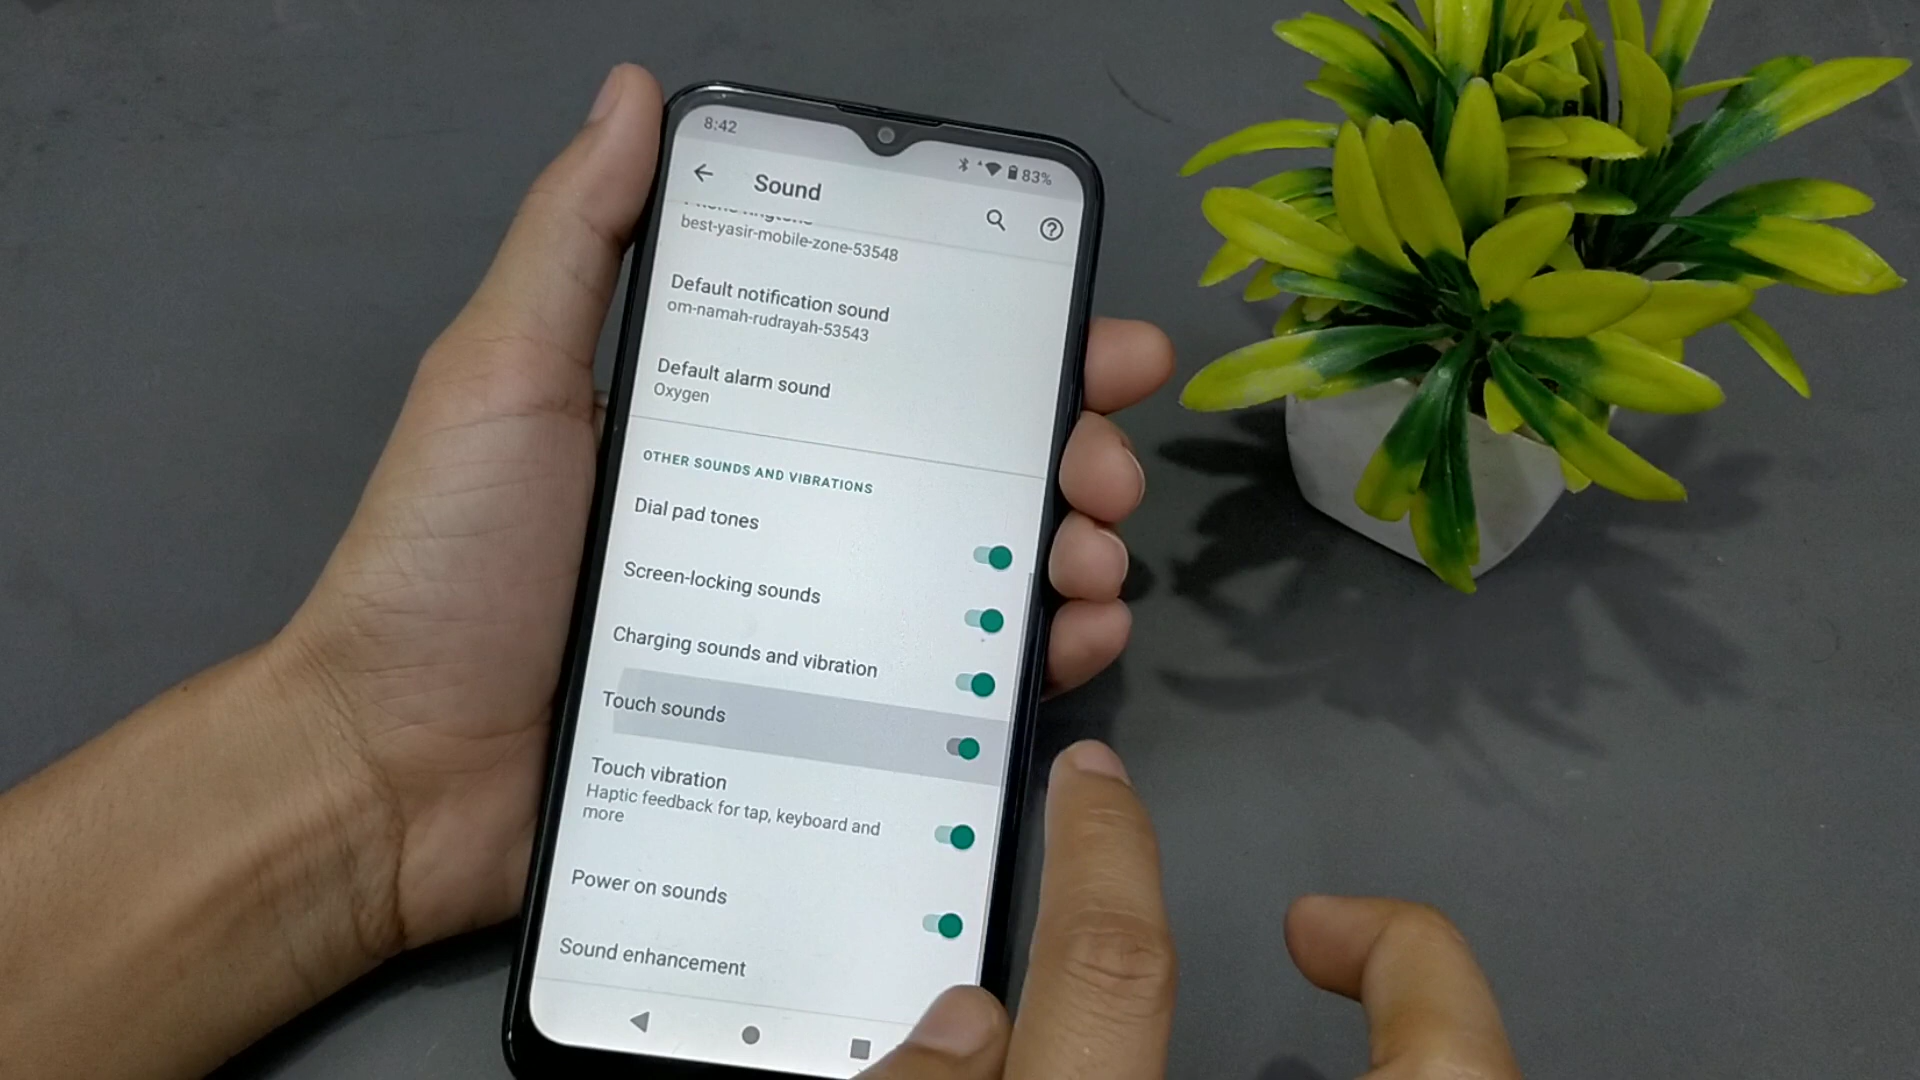 8:42
83%
Sound
best-yasir-mobile-zone-53548
Default notification sound
om-namah-rudrayah-53543
Default alarm sound
Oxygen
OTHER SOUNDS AND VIBRATIONS
Dial pad tones
Screen-locking sounds
Charging sounds and vibration
Touch sounds
Touch vibration
Haptic feedback for tap, keyboard and
more
Power on sounds
Sound enhancement